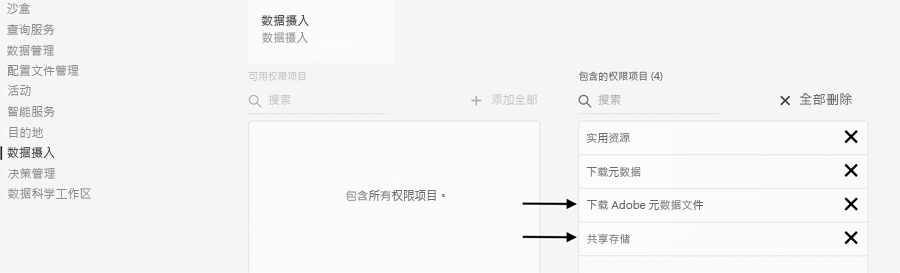 沙盒
查询服务
数据管理
配置文件管理
活动
智能服务
目的地
数据摄入
决策管理
数据科学工作区
数据摄入
数据摄入
可用权限项目
搜索
添加全部
包含所有权限项目。
包含的权限项目 (4)
搜索
全部刪除
实用资源
下载元数据
下载 Adobe 元数据文件
共享存储